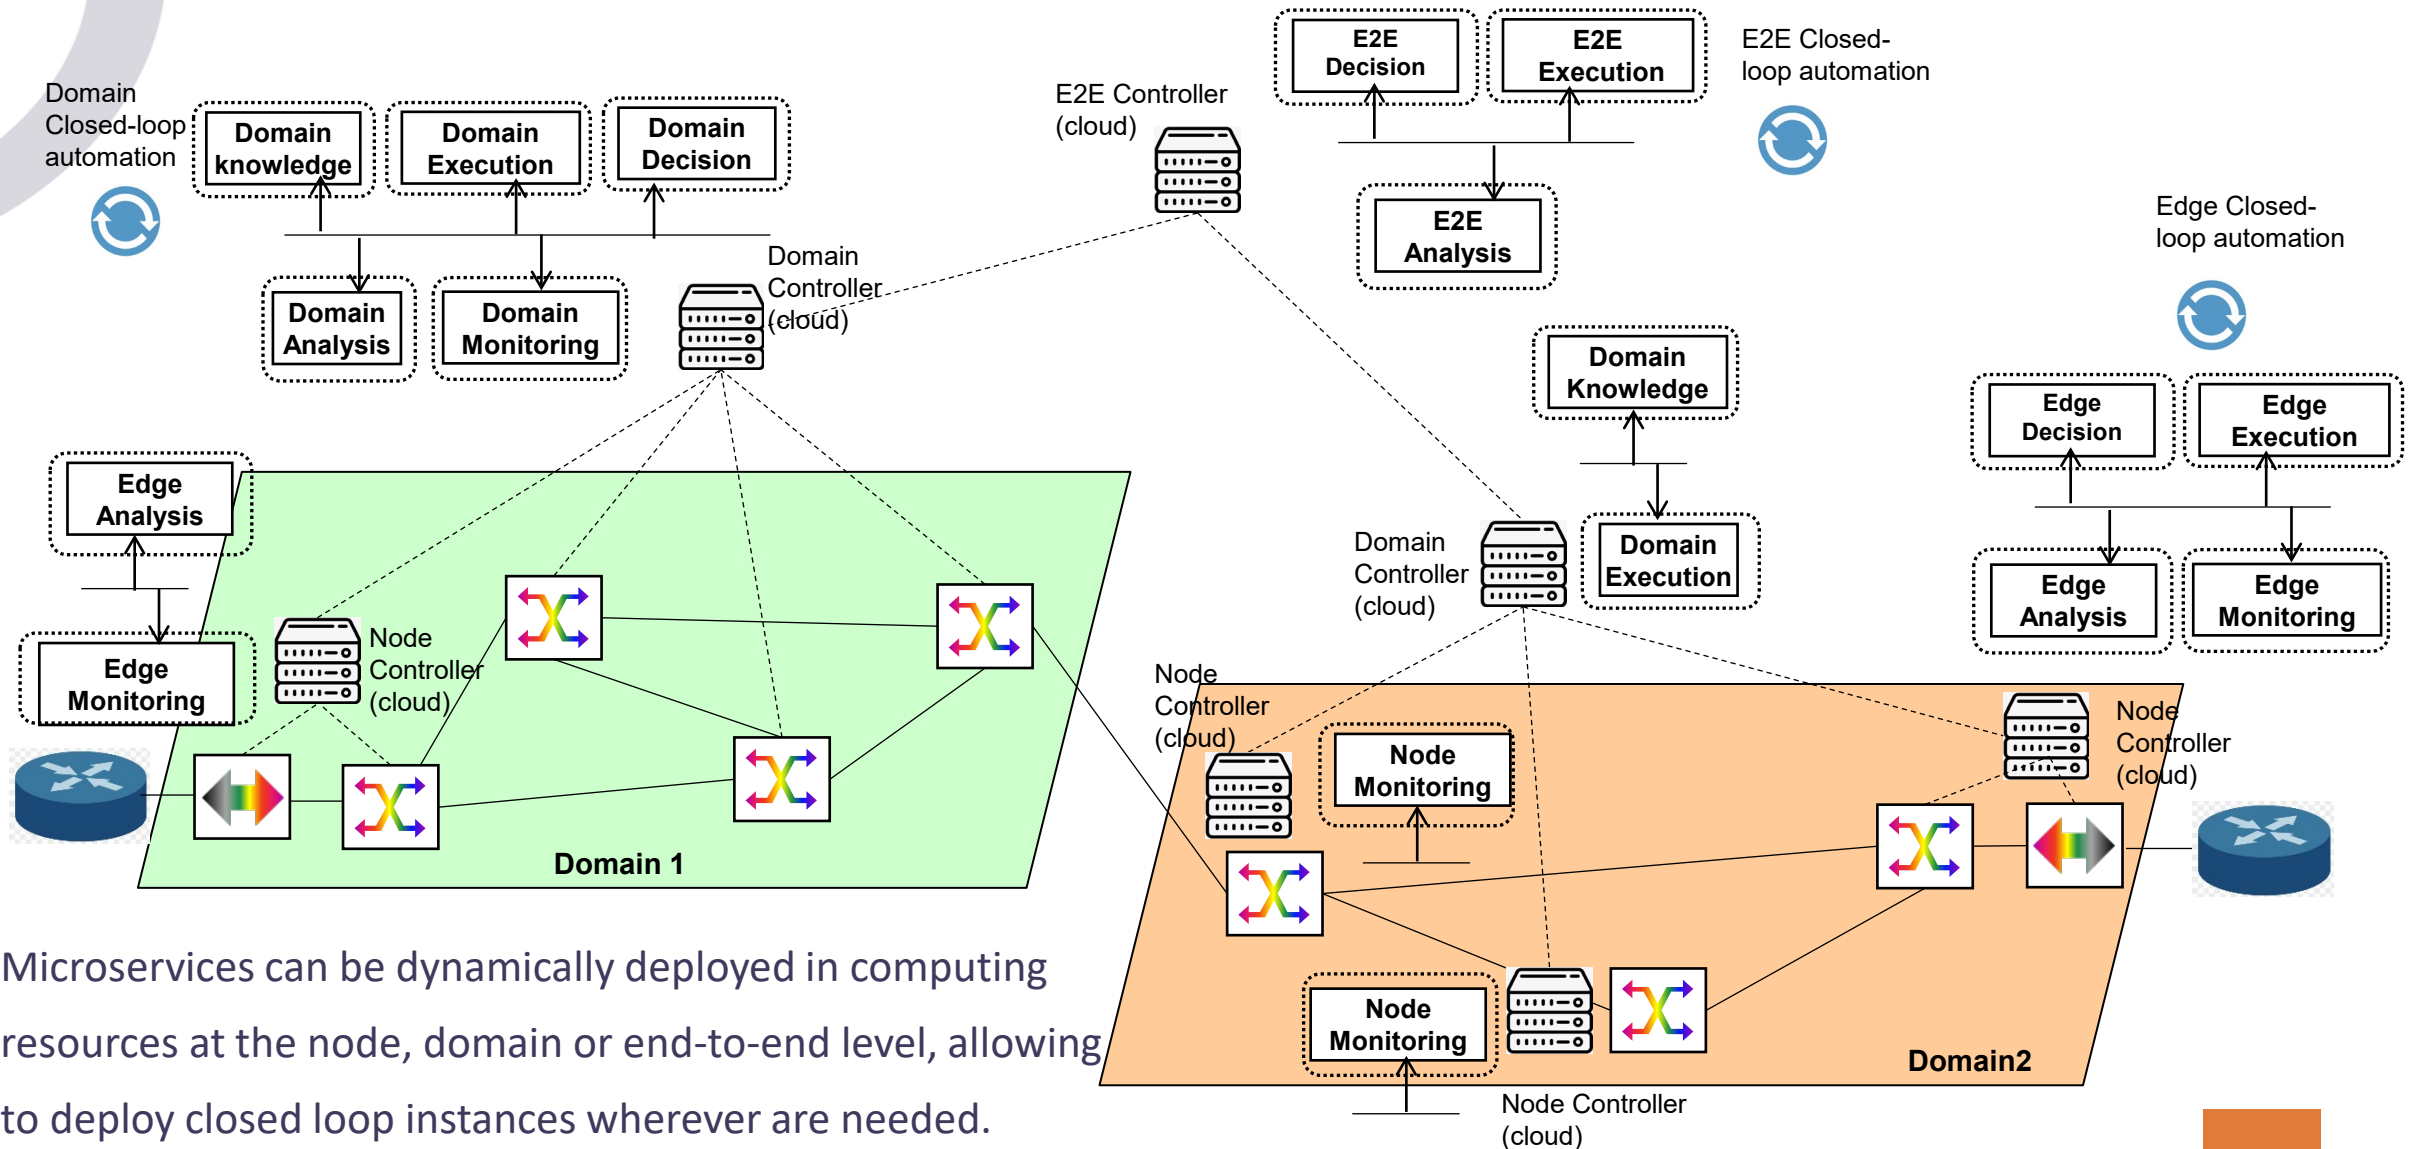 Domain
Closed-loop
automation
Domain
knowledge
Domain
Execution
Domain
Decision
Domain
Analysis
Domain
Monitoring
Domain
Controller
(cloud)
E2E Controller
(cloud)
E2E
Decision
E2E
Execution
E2E
Analysis
E2E Closed-
loop automation
Edge Closed-
loop automation
Domain
Knowledge
Domain
Execution
Domain
Controller
(cloud)
Edge
Decision
Edge
Execution
Edge
Analysis
Edge
Monitoring
Edge
Analysis
Edge
Monitoring
Node
Controller
(cloud)
Domain 1
Node
Controller
(cloud)
Node
Monitoring
Node
Controller
(cloud)
Node
Monitoring
Domain2
Node Controller
(cloud)
Microservices can be dynamically deployed in computing
resources at the node, domain or end-to-end level, allowing
to deploy closed loop instances wherever are needed.